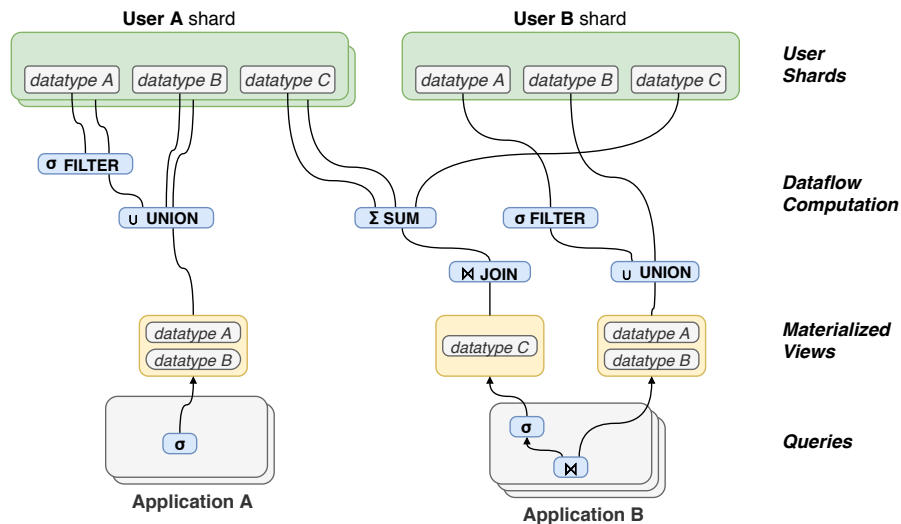 User A shard
User B shard
datatype A
datatype B
datatype C
datatype A
datatype B
datatype C
User
Shards
σ FILTER
∪ UNION
Σ SUM
σ FILTER
⋈ JOIN
∪ UNION
Dataflow
Computation
datatype A
datatype B
datatype C
datatype A
datatype B
Materialized
Views
σ
σ
⋈
Queries
Application A
Application B